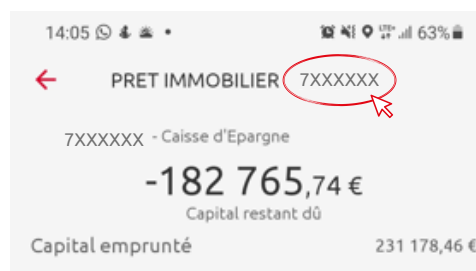 14:05 • LTE+ 63%
PRET IMMOBILIER 7XXXXXX
7XXXXXX - Caisse d'Epargne
-182 765,74 €
Capital restant dû
Capital emprunté 231 178,46 €